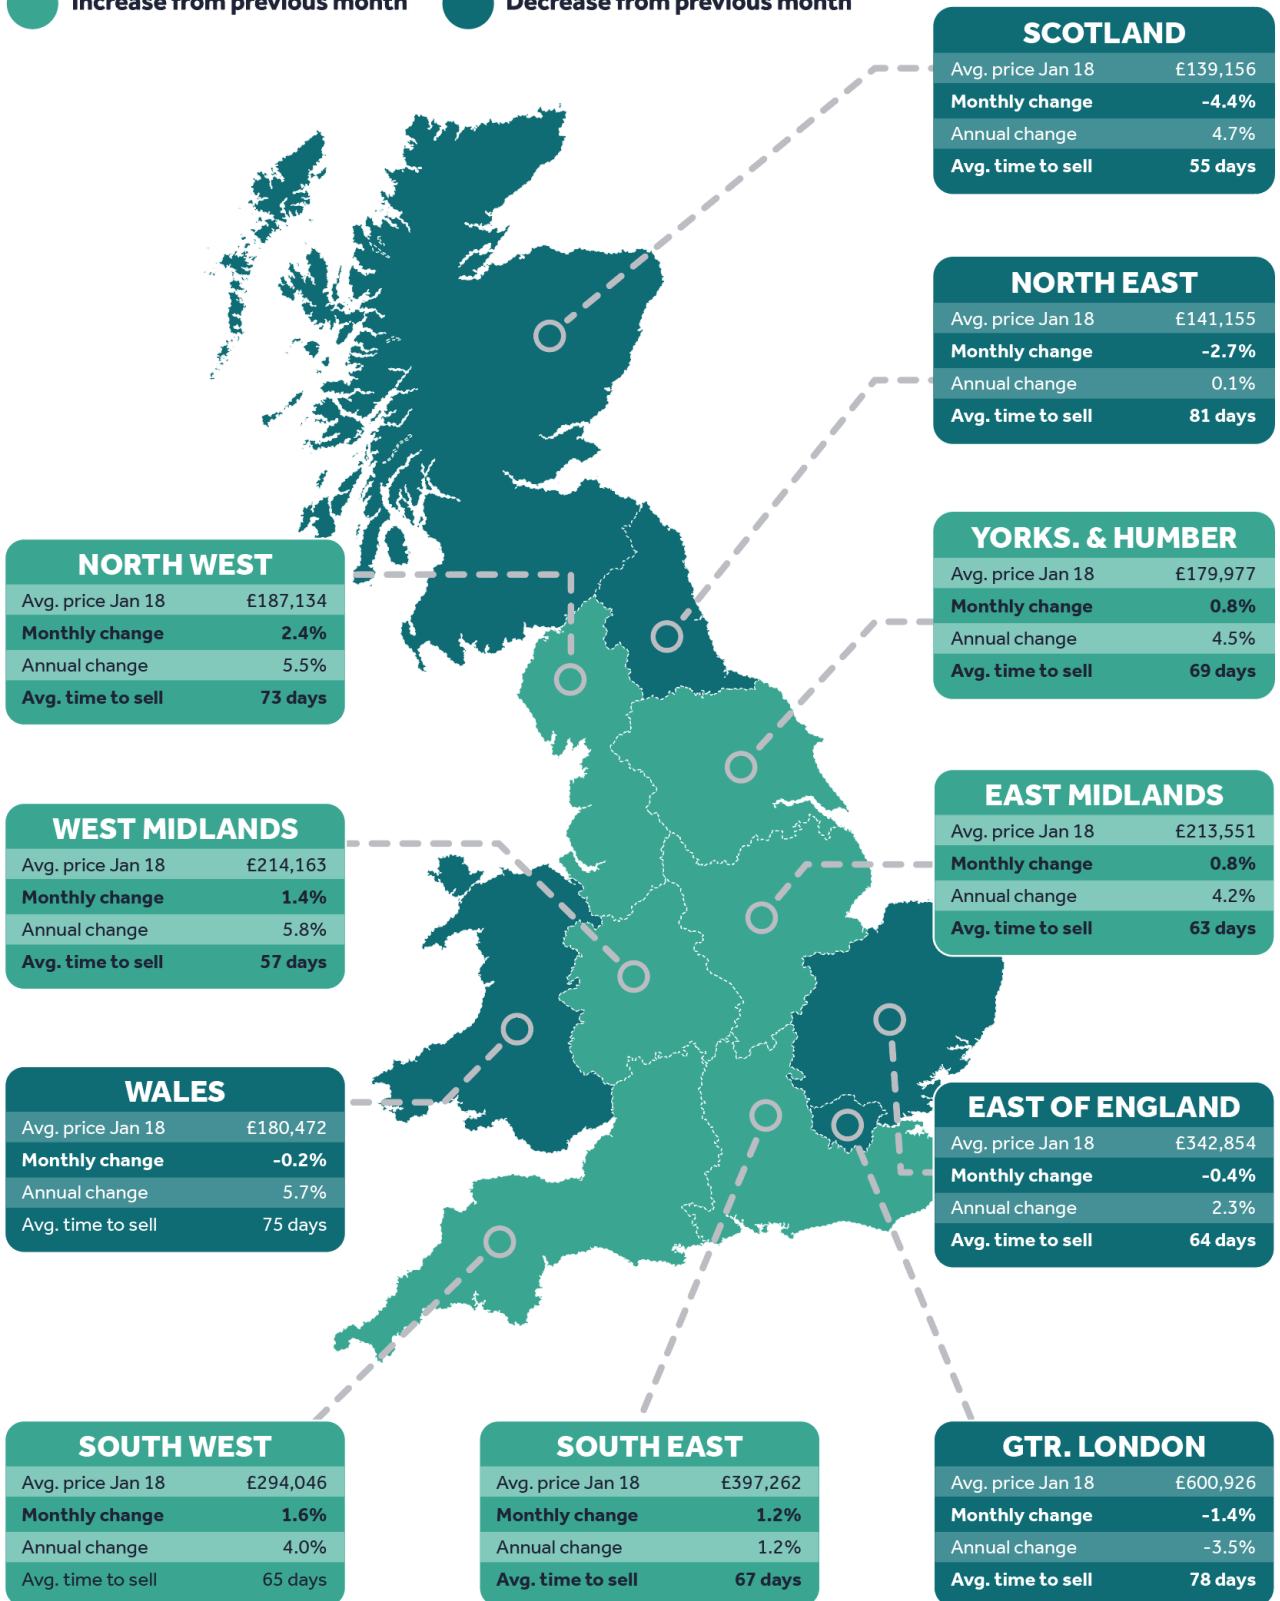 Increase from previous month
Decrease from previous month
SCOTLAND
Avg. price Jan 18 £139,156
Monthly change -4.4%
Annual change 4.7%
Avg. time to sell 55 days
NORTH EAST
Avg. price Jan 18 £141,155
Monthly change -2.7%
Annual change 0.1%
Avg. time to sell 81 days
YORKS. & HUMBER
Avg. price Jan 18 £179,977
Monthly change 0.8%
Annual change 4.5%
Avg. time to sell 69 days
NORTH WEST
Avg. price Jan 18 £187,134
Monthly change 2.4%
Annual change 5.5%
Avg. time to sell 73 days
EAST MIDLANDS
Avg. price Jan 18 £213,551
Monthly change 0.8%
Annual change 4.2%
Avg. time to sell 63 days
WEST MIDLANDS
Avg. price Jan 18 £214,163
Monthly change 1.4%
Annual change 5.8%
Avg. time to sell 57 days
WALES
Avg. price Jan 18 £180,472
Monthly change -0.2%
Annual change 5.7%
Avg. time to sell 75 days
EAST OF ENGLAND
Avg. price Jan 18 £342,854
Monthly change -0.4%
Annual change 2.3%
Avg. time to sell 64 days
SOUTH WEST
Avg. price Jan 18 £294,046
Monthly change 1.6%
Annual change 4.0%
Avg. time to sell 65 days
SOUTH EAST
Avg. price Jan 18 £397,262
Monthly change 1.2%
Annual change 1.2%
Avg. time to sell 67 days
GTR. LONDON
Avg. price Jan 18 £600,926
Monthly change -1.4%
Annual change -3.5%
Avg. time to sell 78 days